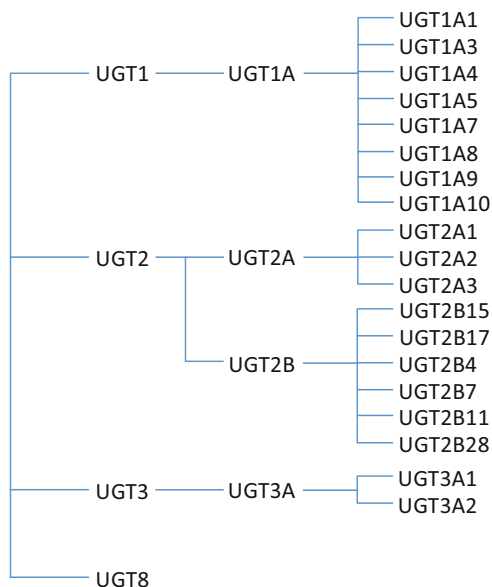 UGT1A1
UGT1A3
UGT1 UGT1A UGT1A4
UGT1A5
UGT1A7
UGT1A8
UGT1A9
UGT1A10
UGT2A1
UGT2 UGT2A UGT2A2
UGT2A3
UGT2B15
UGT2B17
UGT2B UGT2B4
UGT2B7
UGT2B11
UGT2B28
UGT3A1
UGT3 UGT3A
UGT3A2
UGT8